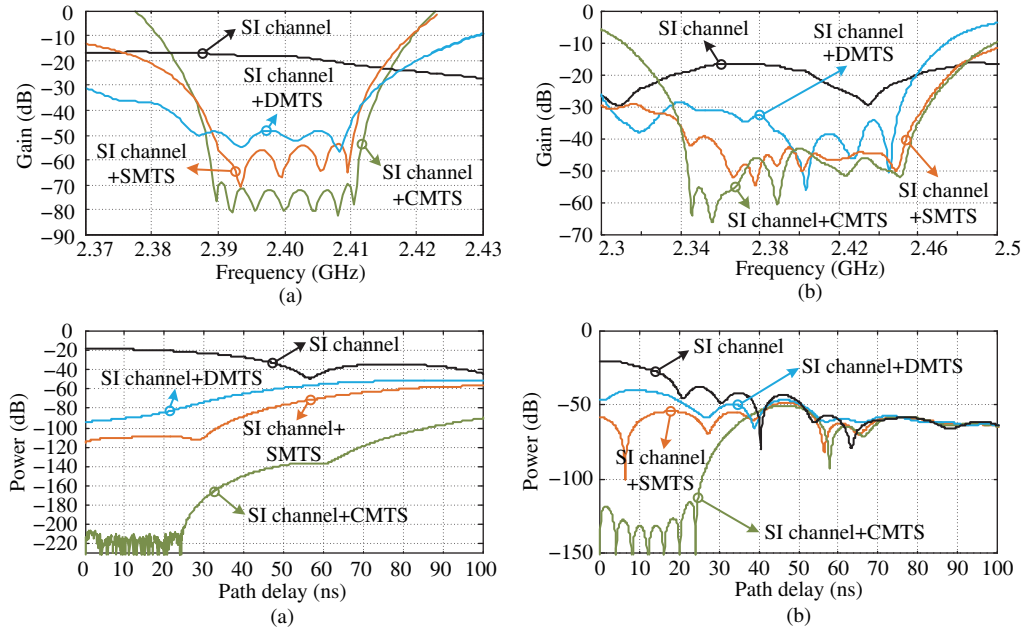 0
−10
−20
−30
−40
−50
−60
−70
−80
−90
Gain (dB)
SI channel
SI channel
+DMTS
SI channel
+SMTS
SI channel
+CMTS
2.37
2.39
2.40
2.42
2.43
Frequency (GHz)
(a)
0
−10
−20
−30
−40
−50
−60
−70
Gain (dB)
SI channel
SI channel
+DMTS
SI channel+CMTS
SI channel
+SMTS
2.3
2.34
2.38
2.42
2.46
2.5
Frequency (GHz)
(b)
0
−20
−40
−60
−80
−100
−120
−140
−160
−180
−200
−220
Power (dB)
SI channel
SI channel+DMTS
SI channel+
SMTS
SI channel+CMTS
0
10
20
30
40
50
60
70
80
90
100
Path delay (ns)
(a)
0
−50
−100
−150
Power (dB)
SI channel
SI channel+DMTS
SI channel
+SMTS
SI channel+CMTS
0
10
20
30
40
50
60
70
80
90
100
Path delay (ns)
(b)